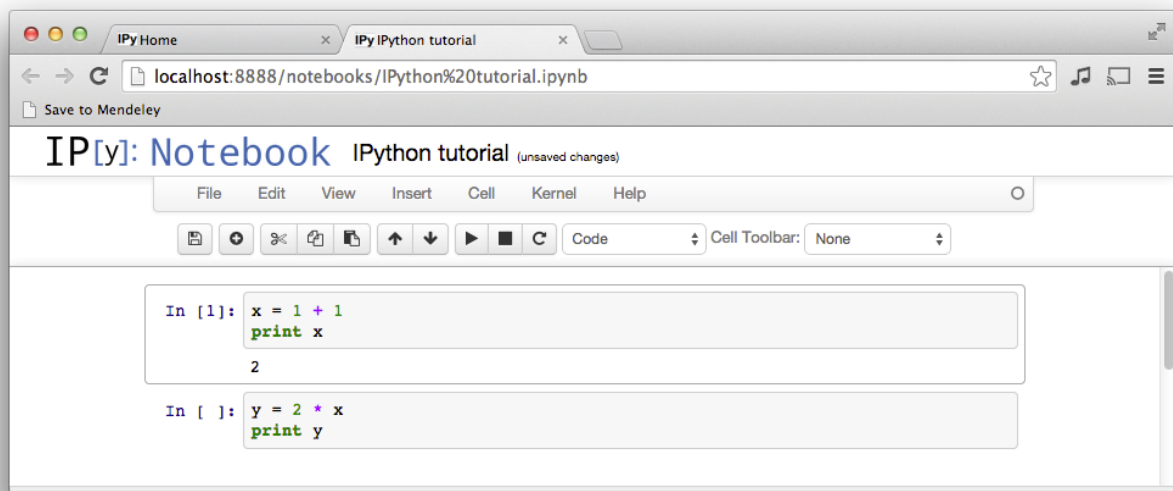 IPy Home IPy IPython tutorial
localhost:8888/notebooks/IPython%20tutorial.ipynb
Save to Mendeley
IP[y]: Notebook IPython tutorial (unsaved changes)
File Edit View Insert Cell Kernel Help
Code Cell Toolbar: None
In [1]: x = 1 + 1
print x
2
In [ ]: y = 2 * x
print y